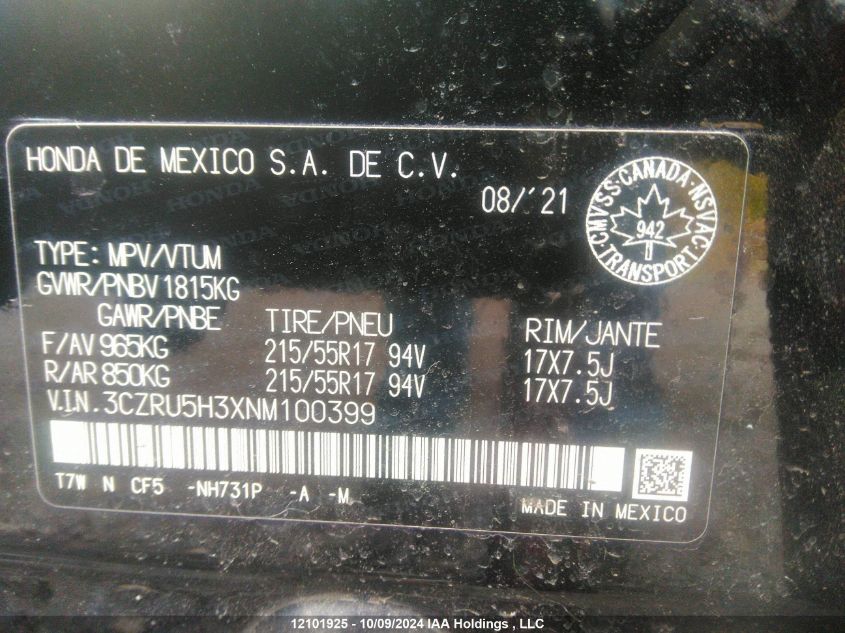 HONDA DE MEXICO S.A. DE C.V.
08/'21
CMVSS·CANADA·NSVAC
942
TRANSPORT
TYPE: MPV/VTUM
GVWR/PNBV 1815KG
GAWR/PNBE TIRE/PNEU RIM/JANTE
F/AV 965KG 215/55R17 94V 17X7.5J
R/AR 850KG 215/55R17 94V 17X7.5J
V.I.N. 3CZRU5H3XNM100399
T7W N CF5 -NH731P -A -M
MADE IN MEXICO
12101925 - 10/09/2024 IAA Holdings , LLC